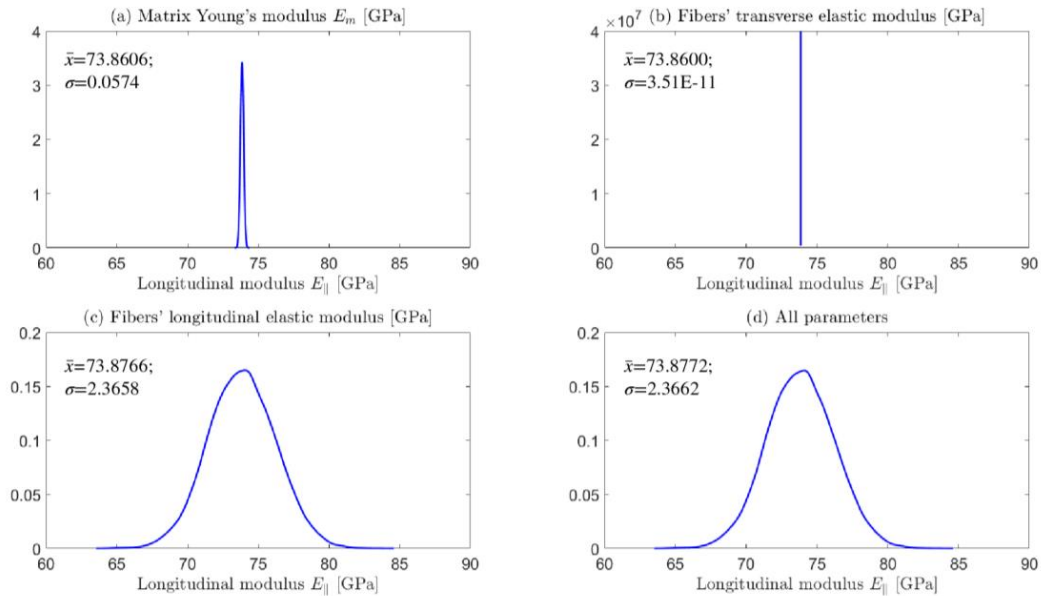 (a) Matrix Young's modulus E_m [GPa]
x̄=73.8606;
σ=0.0574
4
3
2
1
0
60 65 70 75 80 85 90
Longitudinal modulus E_∥ [GPa]
×10^7 (b) Fibers' transverse elastic modulus [GPa]
x̄=73.8600;
σ=3.51E-11
4
3
2
1
0
60 65 70 75 80 85 90
Longitudinal modulus E_∥ [GPa]
(c) Fibers' longitudinal elastic modulus [GPa]
x̄=73.8766;
σ=2.3658
0.2
0.15
0.1
0.05
0
60 65 70 75 80 85 90
Longitudinal modulus E_∥ [GPa]
(d) All parameters
x̄=73.8772;
σ=2.3662
0.2
0.15
0.1
0.05
0
60 65 70 75 80 85 90
Longitudinal modulus E_∥ [GPa]